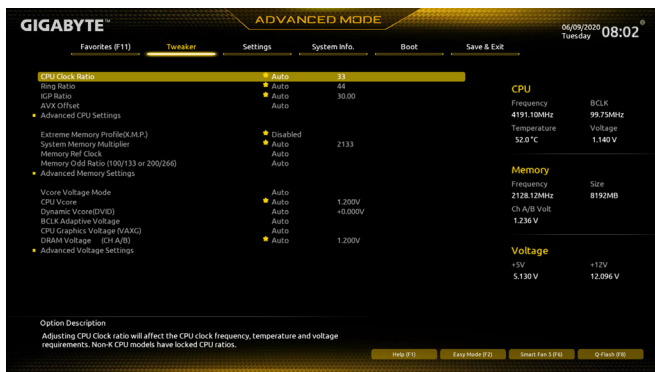 GIGABYTE™
ADVANCED MODE
06/09/2020
Tuesday
08:02
Favorites (F11) Tweaker Settings System Info. Boot Save & Exit
CPU Clock Ratio Auto 33
Ring Ratio Auto 44
IGP Ratio Auto 30.00
AVX Offset Auto
Advanced CPU Settings
Extreme Memory Profile(X.M.P.) Disabled
System Memory Multiplier Auto 2133
Memory Ref Clock Auto
Memory Odd Ratio (100/133 or 200/266) Auto
Advanced Memory Settings
Vcore Voltage Mode Auto
CPU Vcore Auto 1.200V
Dynamic Vcore(DVID) Auto +0.000V
BCLK Adaptive Voltage Auto
CPU Graphics Voltage (VAXG) Auto
DRAM Voltage (CH A/B) Auto 1.200V
Advanced Voltage Settings
CPU
Frequency BCLK
4191.10MHz 99.75MHz
Temperature Voltage
52.0 °C 1.140 V
Memory
Frequency Size
2128.12MHz 8192MB
Ch A/B Volt
1.236 V
Voltage
+5V +12V
5.130 V 12.096 V
Option Description
Adjusting CPU Clock ratio will affect the CPU clock frequency, temperature and voltage
requirements. Non-K CPU models have locked CPU ratios.
Help (F1) Easy Mode (F2) Smart Fan 5 (F6) Q-Flash (F8)